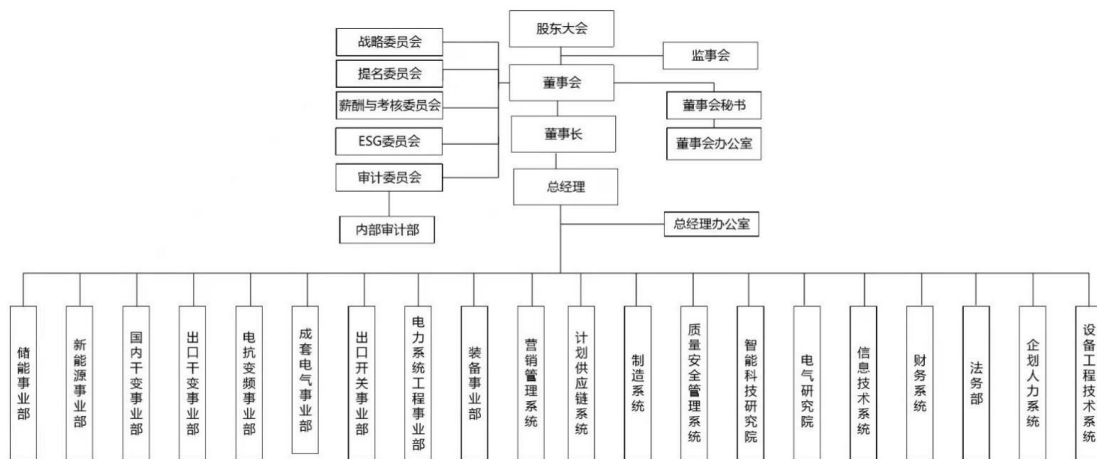 股东大会
战略委员会
监事会
提名委员会
董事会
薪酬与考核委员会
董事会秘书
ESG委员会
董事长
董事会办公室
审计委员会
总经理
内部审计部
总经理办公室
储能事业部
新能源事业部
国内干变事业部
出口干变事业部
电抗变频事业部
成套电气事业部
出口开关事业部
电力系统工程事业部
装备事业部
营销管理系统
计划供应链系统
制造系统
质量安全管理系统
智能科技研究院
电气研究院
信息技术系统
财务系统
法务部
企划人力系统
设备工程技术系统